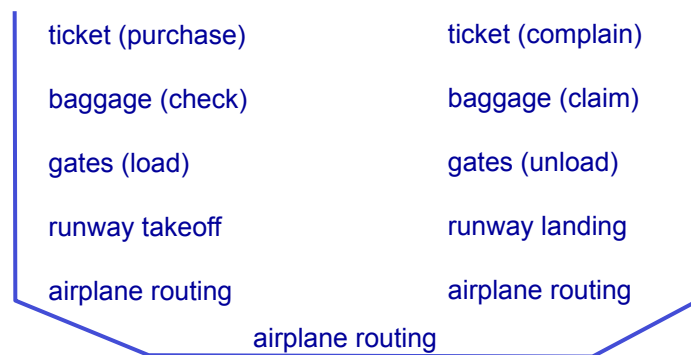 ticket (purchase)
baggage (check)
gates (load)
runway takeoff
airplane routing
ticket (complain)
baggage (claim)
gates (unload)
runway landing
airplane routing
airplane routing